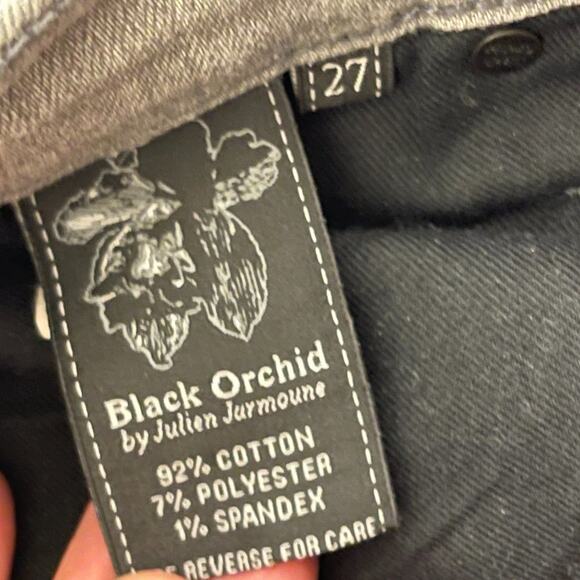 27
Black Orchid
by Julien Jarmoune
92% COTTON
7% POLYESTER
1% SPANDEX
REVERSE FOR CARE